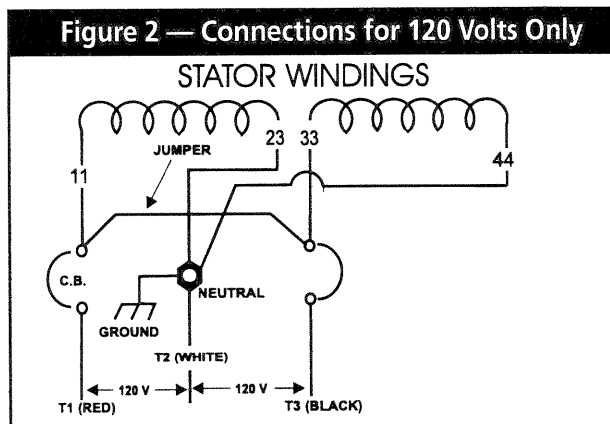 Figure 2 — Connections for 120 Volts Only
STATOR WINDINGS
23
33
44
JUMPER
11
C.B.
NEUTRAL
GROUND
T2 (WHITE)
120 V
120 V
T1 (RED)
T3 (BLACK)